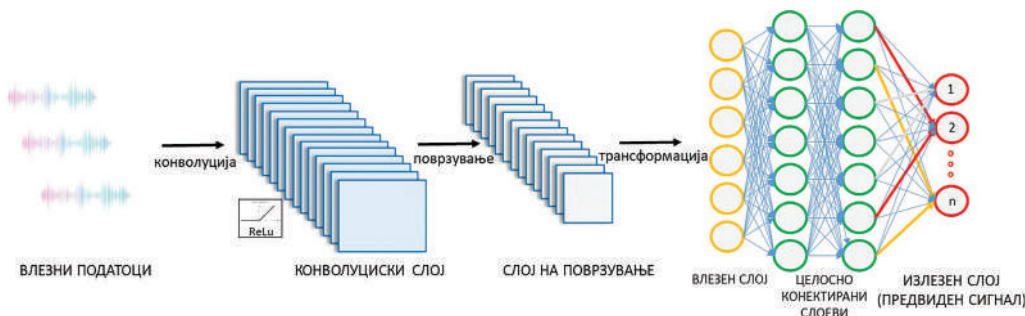 конволуција
поврзување
трансформација
ReLu
1
2
n
ВЛЕЗНИ ПОДАТОЦИ
КОНВОЛУЦИСКИ СЛОЈ
СЛОЈ НА ПОВРЗУВАЊЕ
ВЛЕЗЕН СЛОЈ
ЦЕЛОСНО
КОНЕКТИРАНИ
СЛОЕВИ
ИЗЛЕЗЕН СЛОЈ
(ПРЕДВИДЕН СИГНАЛ)